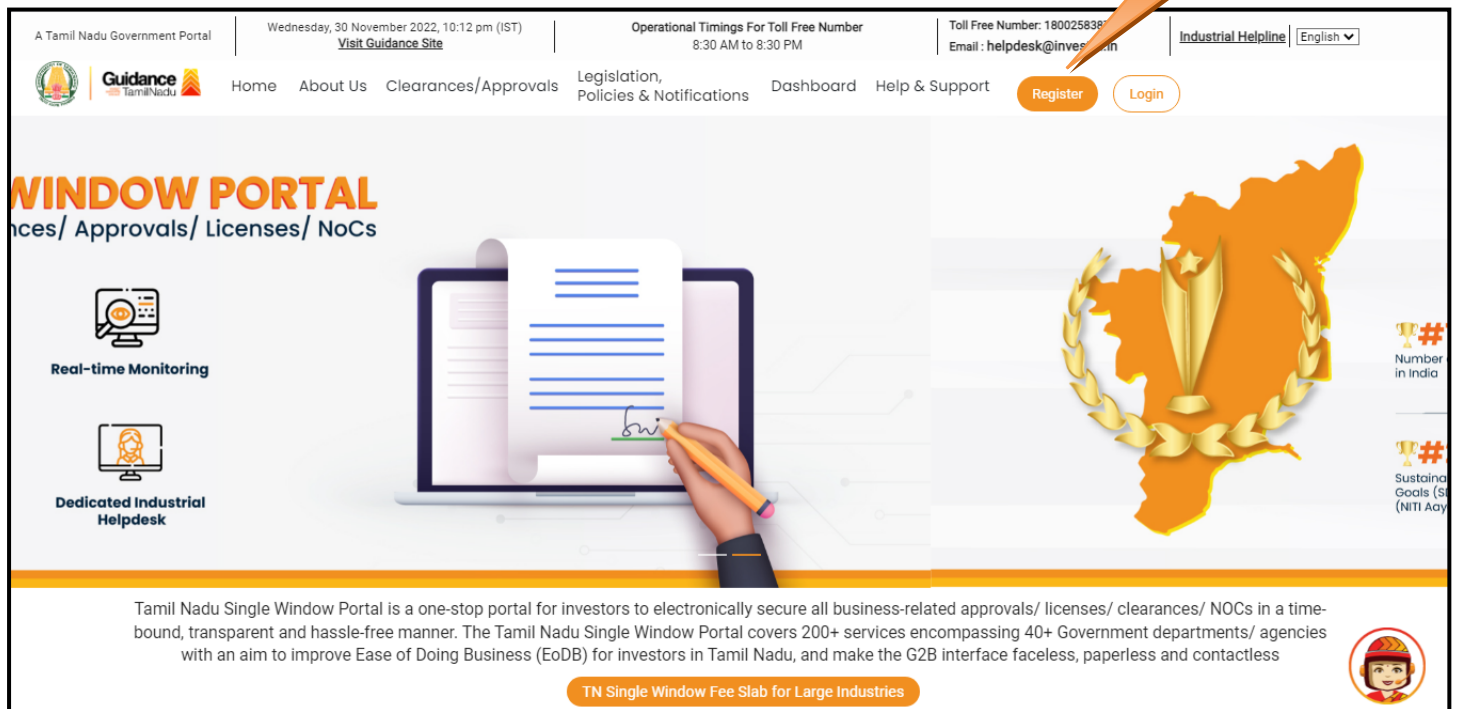 A Tamil Nadu Government Portal
Wednesday, 30 November 2022, 10:12 pm (IST)
Visit Guidance Site
Operational Timings For Toll Free Number
8:30 AM to 8:30 PM
Toll Free Number:
Email :
Industrial Helpline
English
Guidance
TamilNadu
Home
About Us
Clearances/Approvals
Legislation,
Policies & Notifications
Dashboard
Help & Support
Register
Login
WINDOW PORTAL
Approvals/ Licenses/ NoCs
Real-time Monitoring
Dedicated Industrial
Helpdesk
Number
in India
Goals
(NITI
Tamil Nadu Single Window Portal is a one-stop portal for investors to electronically secure all business-related approvals/ licenses/ clearances/ NOCs in a time-
bound, transparent and hassle-free manner. The Tamil Nadu Single Window Portal covers 200+ services encompassing 40+ Government departments/ agencies
with an aim to improve Ease of Doing Business (EoDB) for investors in Tamil Nadu, and make the G2B interface faceless, paperless and contactless
TN Single Window Fee Slab for Large Industries